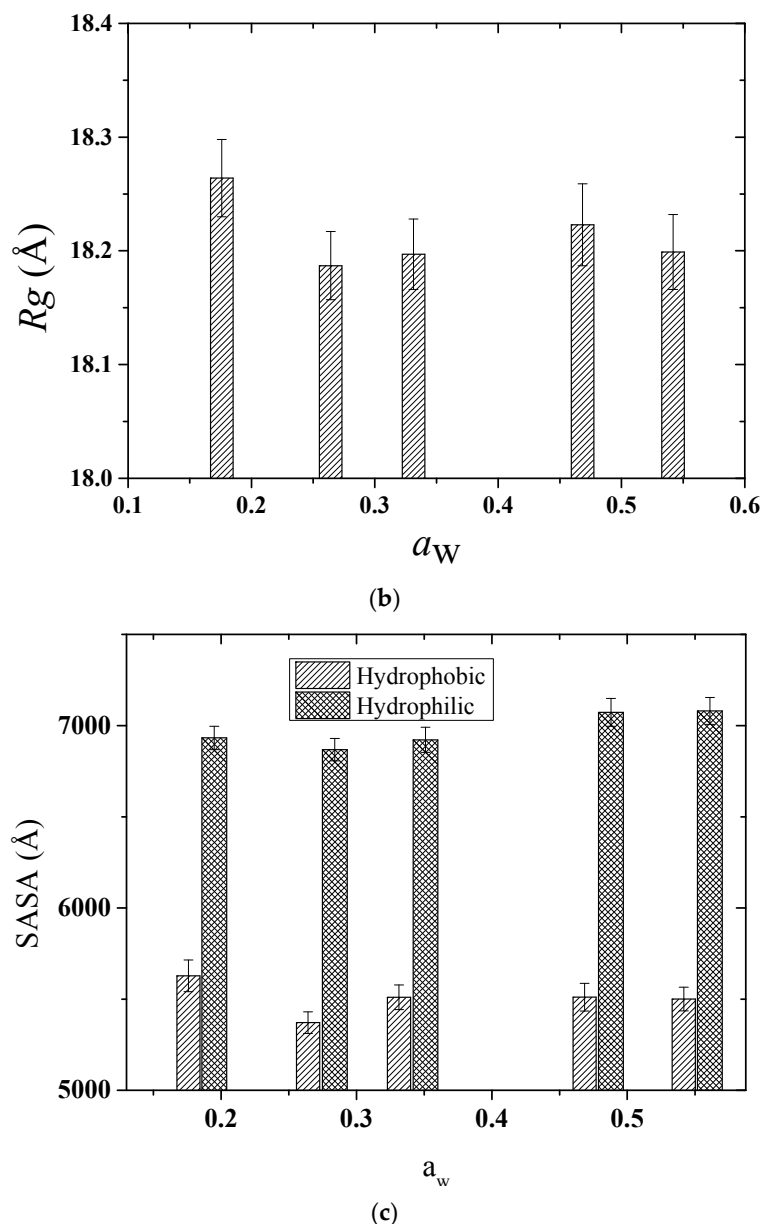 18.4
18.3
18.2
18.1
18.0
Rg (Å)
0.1 0.2 0.3 0.4 0.5 0.6
aW
(b)
7000
6000
5000
SASA (Å)
Hydrophobic
Hydrophilic
0.2 0.3 0.4 0.5
aw
(c)